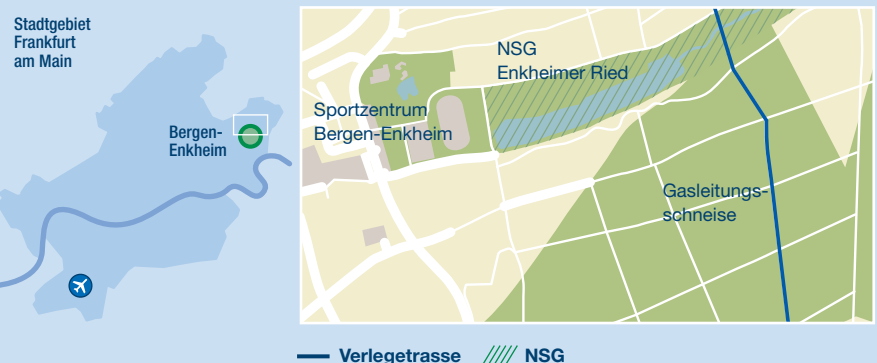 Stadtgebiet
Frankfurt
am Main
Bergen-
Enkheim
NSG
Enkheimer Ried
Sportzentrum
Bergen-Enkheim
Gasleitungs-
schneise
Verlegetrasse
NSG